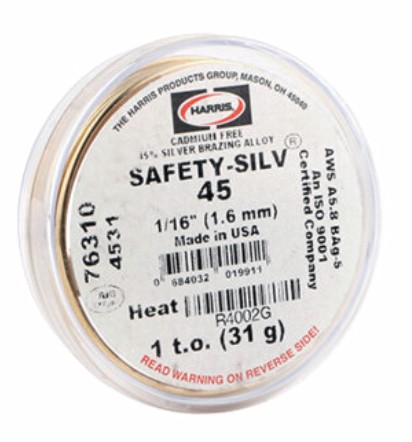 THE HARRIS PRODUCTS GROUP, MASON, OH 45040
HARRIS.
CADMIUM FREE
45% SILVER BRAZING ALLOY
SAFETY-SILV ®
45
1/16" (1.6 mm)
Made in USA
0 684032 019911
Heat
R4002G
1 t.o. (31 g)
READ WARNING ON REVERSE SIDE!
76310
4531
RoHS
AWS A5.8 BAg-5
An ISO 9001
Certified Company